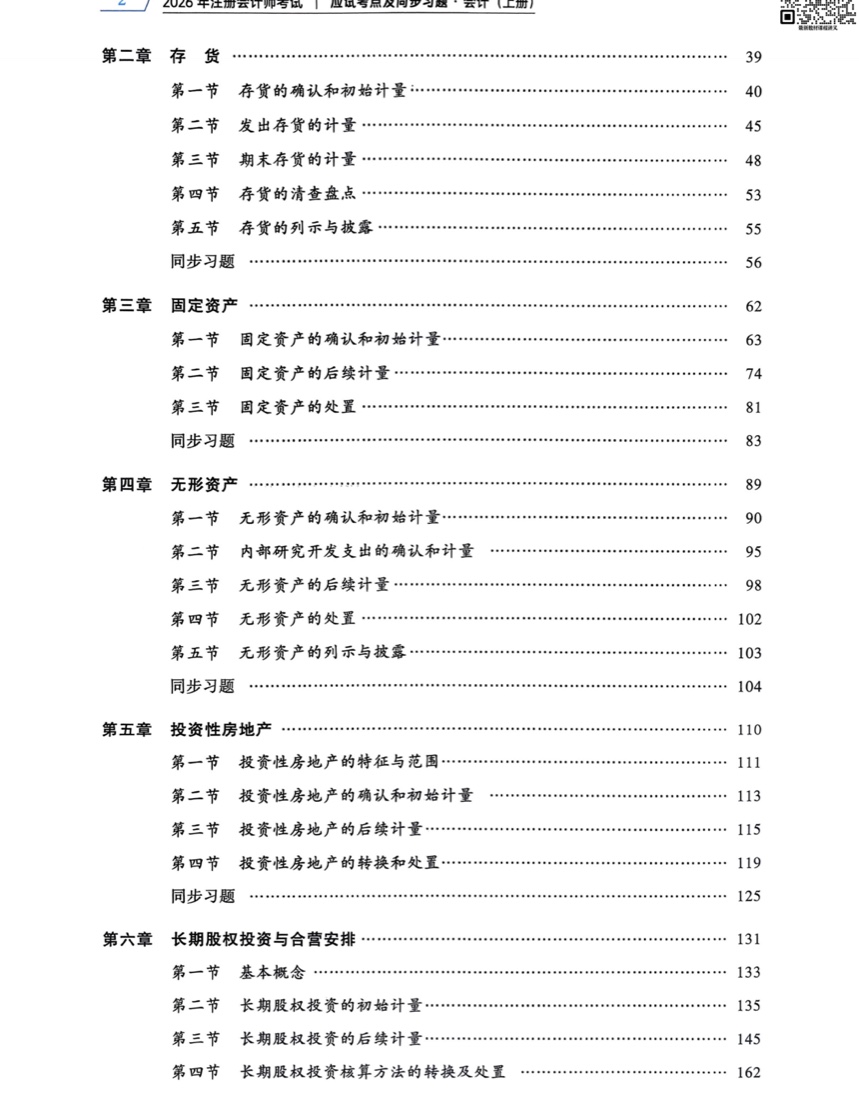 2 2026 年注册会计师考试 | 应试考点及同步习题·会计（上册）
第二章 存 货 …… 39
第一节 存货的确认和初始计量 …… 40
第二节 发出存货的计量 …… 45
第三节 期末存货的计量 …… 48
第四节 存货的清查盘点 …… 53
第五节 存货的列示与披露 …… 55
同步习题 …… 56
第三章 固定资产 …… 62
第一节 固定资产的确认和初始计量 …… 63
第二节 固定资产的后续计量 …… 74
第三节 固定资产的处置 …… 81
同步习题 …… 83
第四章 无形资产 …… 89
第一节 无形资产的确认和初始计量 …… 90
第二节 内部研究开发支出的确认和计量 …… 95
第三节 无形资产的后续计量 …… 98
第四节 无形资产的处置 …… 102
第五节 无形资产的列示与披露 …… 103
同步习题 …… 104
第五章 投资性房地产 …… 110
第一节 投资性房地产的特征与范围 …… 111
第二节 投资性房地产的确认和初始计量 …… 113
第三节 投资性房地产的后续计量 …… 115
第四节 投资性房地产的转换和处置 …… 119
同步习题 …… 125
第六章 长期股权投资与合营安排 …… 131
第一节 基本概念 …… 133
第二节 长期股权投资的初始计量 …… 135
第三节 长期股权投资的后续计量 …… 145
第四节 长期股权投资核算方法的转换及处置 …… 162